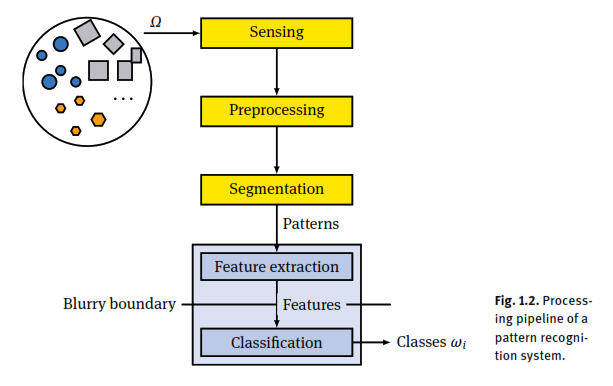 Ω
Sensing
Preprocessing
Segmentation
Patterns
Feature extraction
Blurry boundary
Features
Classification
Classes ωi
...
Fig. 1.2. Process-
ing pipeline of a
pattern recogni-
tion system.